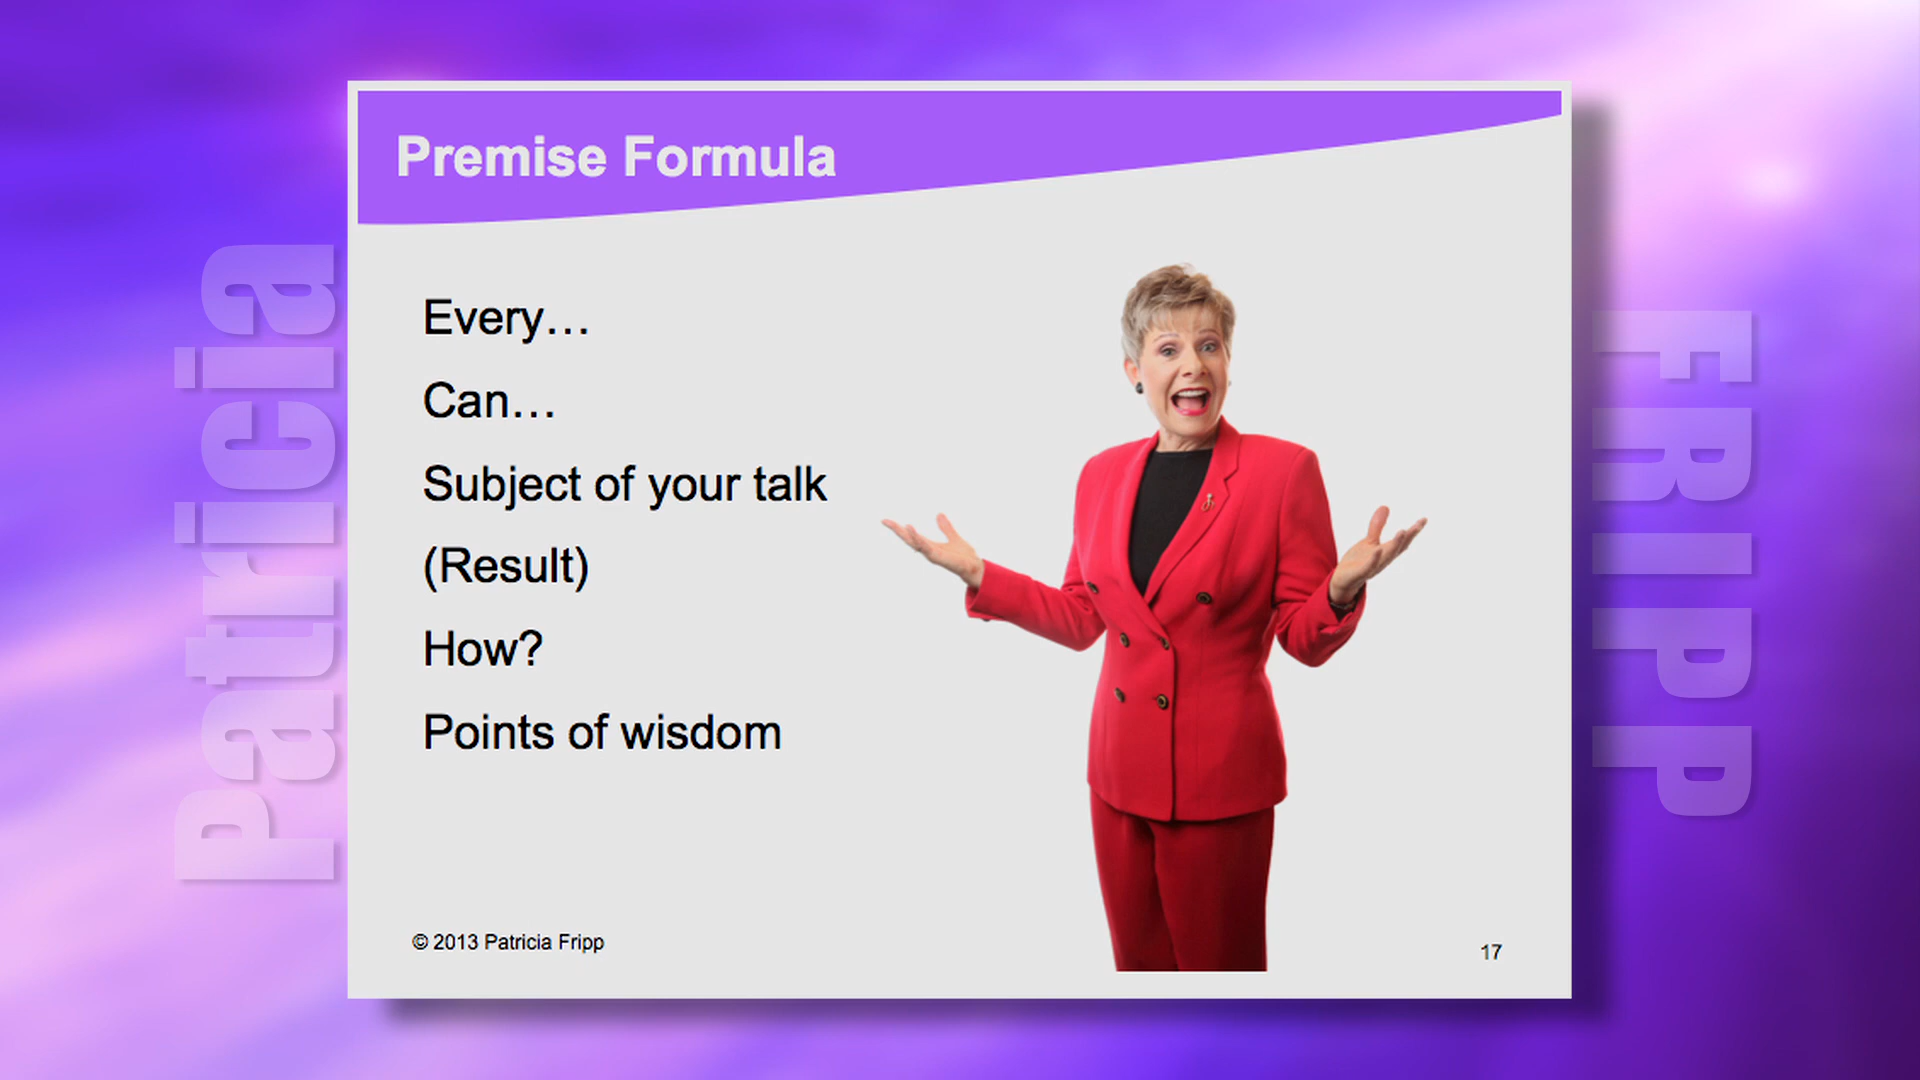 Premise Formula
Every…
Can…
Subject of your talk
(Result)
How?
Points of wisdom
© 2013 Patricia Fripp
17
Patricia
FRIPP